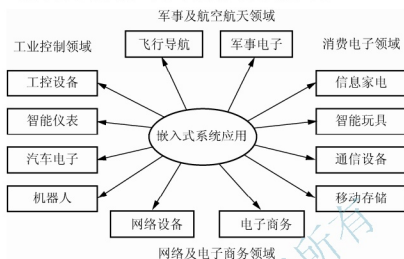 军事及航空航天领域
工业控制领域
飞行导航
军事电子
消费电子领域
工控设备
信息家电
智能仪表
嵌入式系统应用
智能玩具
汽车电子
通信设备
机器人
移动存储
网络设备
电子商务
网络及电子商务领域
所有